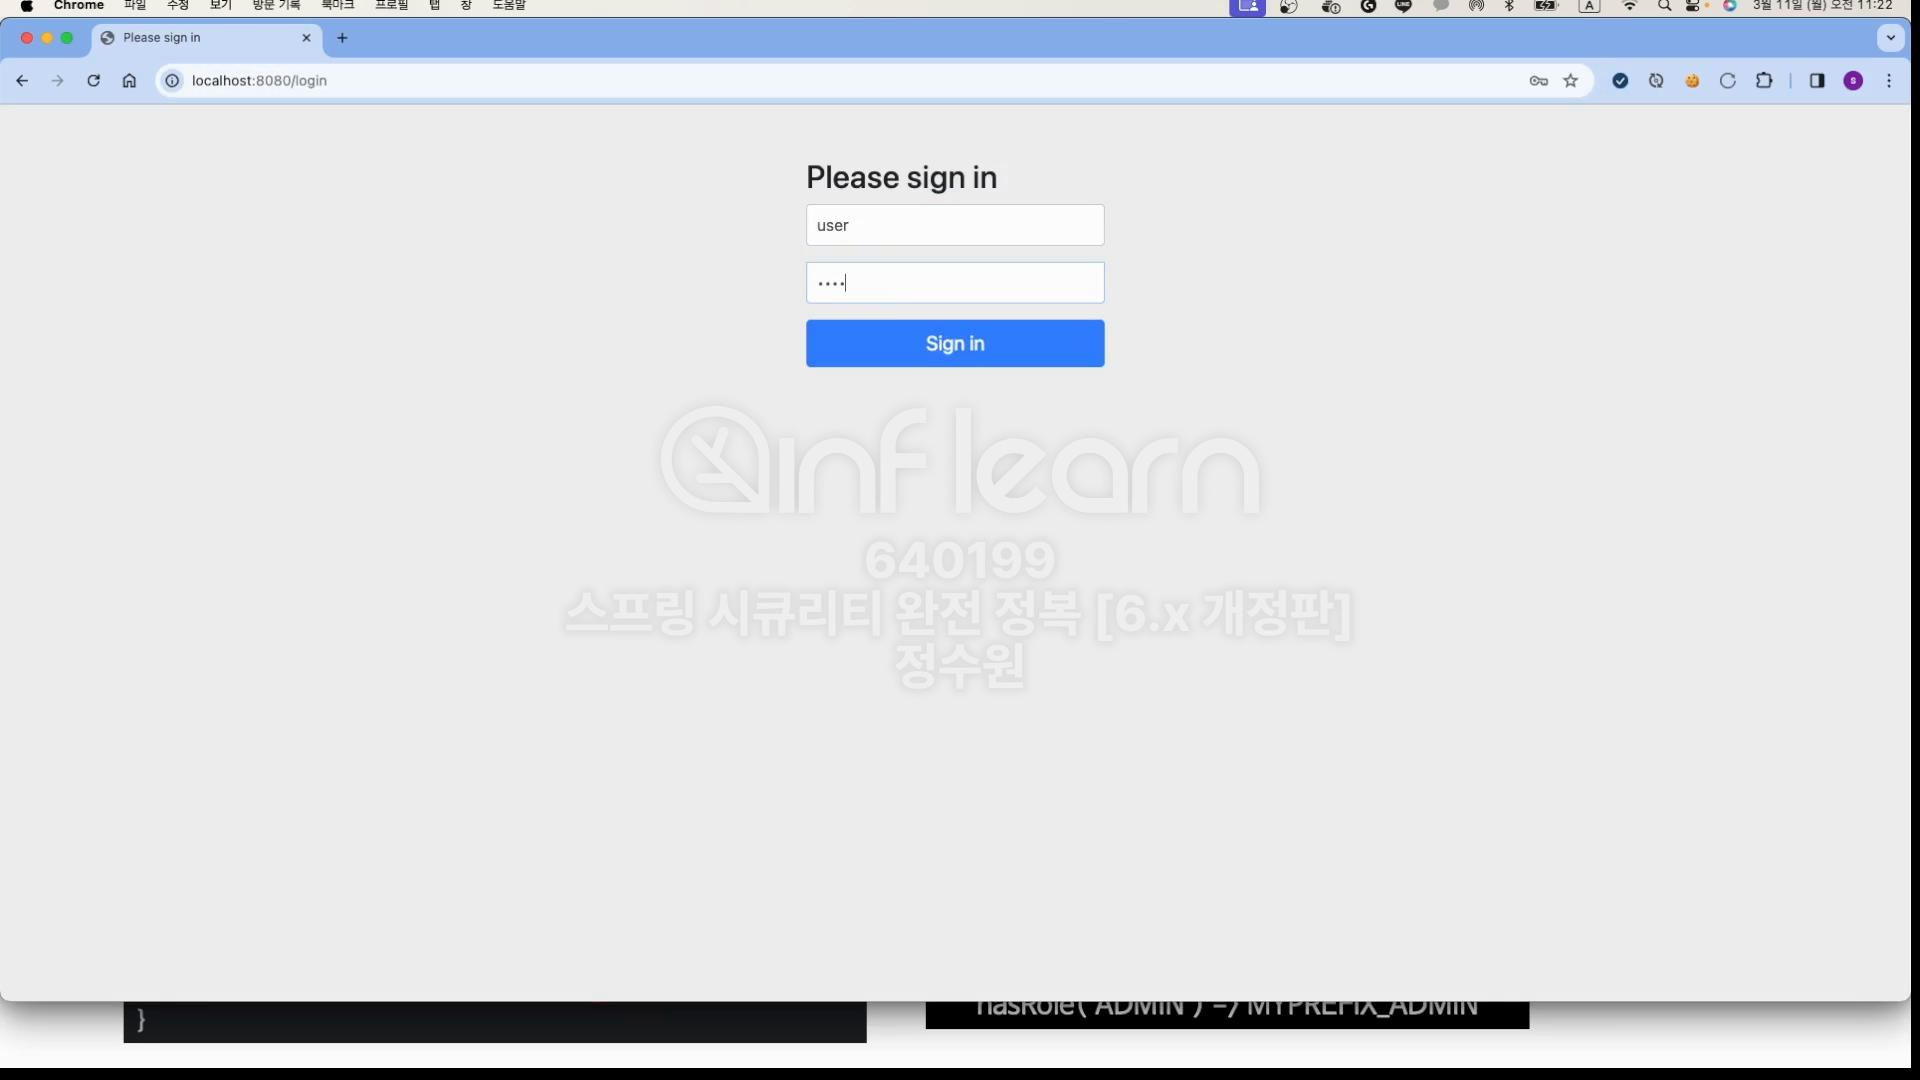 Chrome 파일 수정 보기 방문 기록 북마크 프로필 탭 창 도움말 A 3월 11일 (월) 오전 11:22
Please sign in
localhost:8080/login
Please sign in
user
••••
Sign in
inflearn
640199
스프링 시큐리티 완전 정복 [6.x 개정판]
정수원
}
hasRole('ADMIN') => MYPREFIX_ADMIN